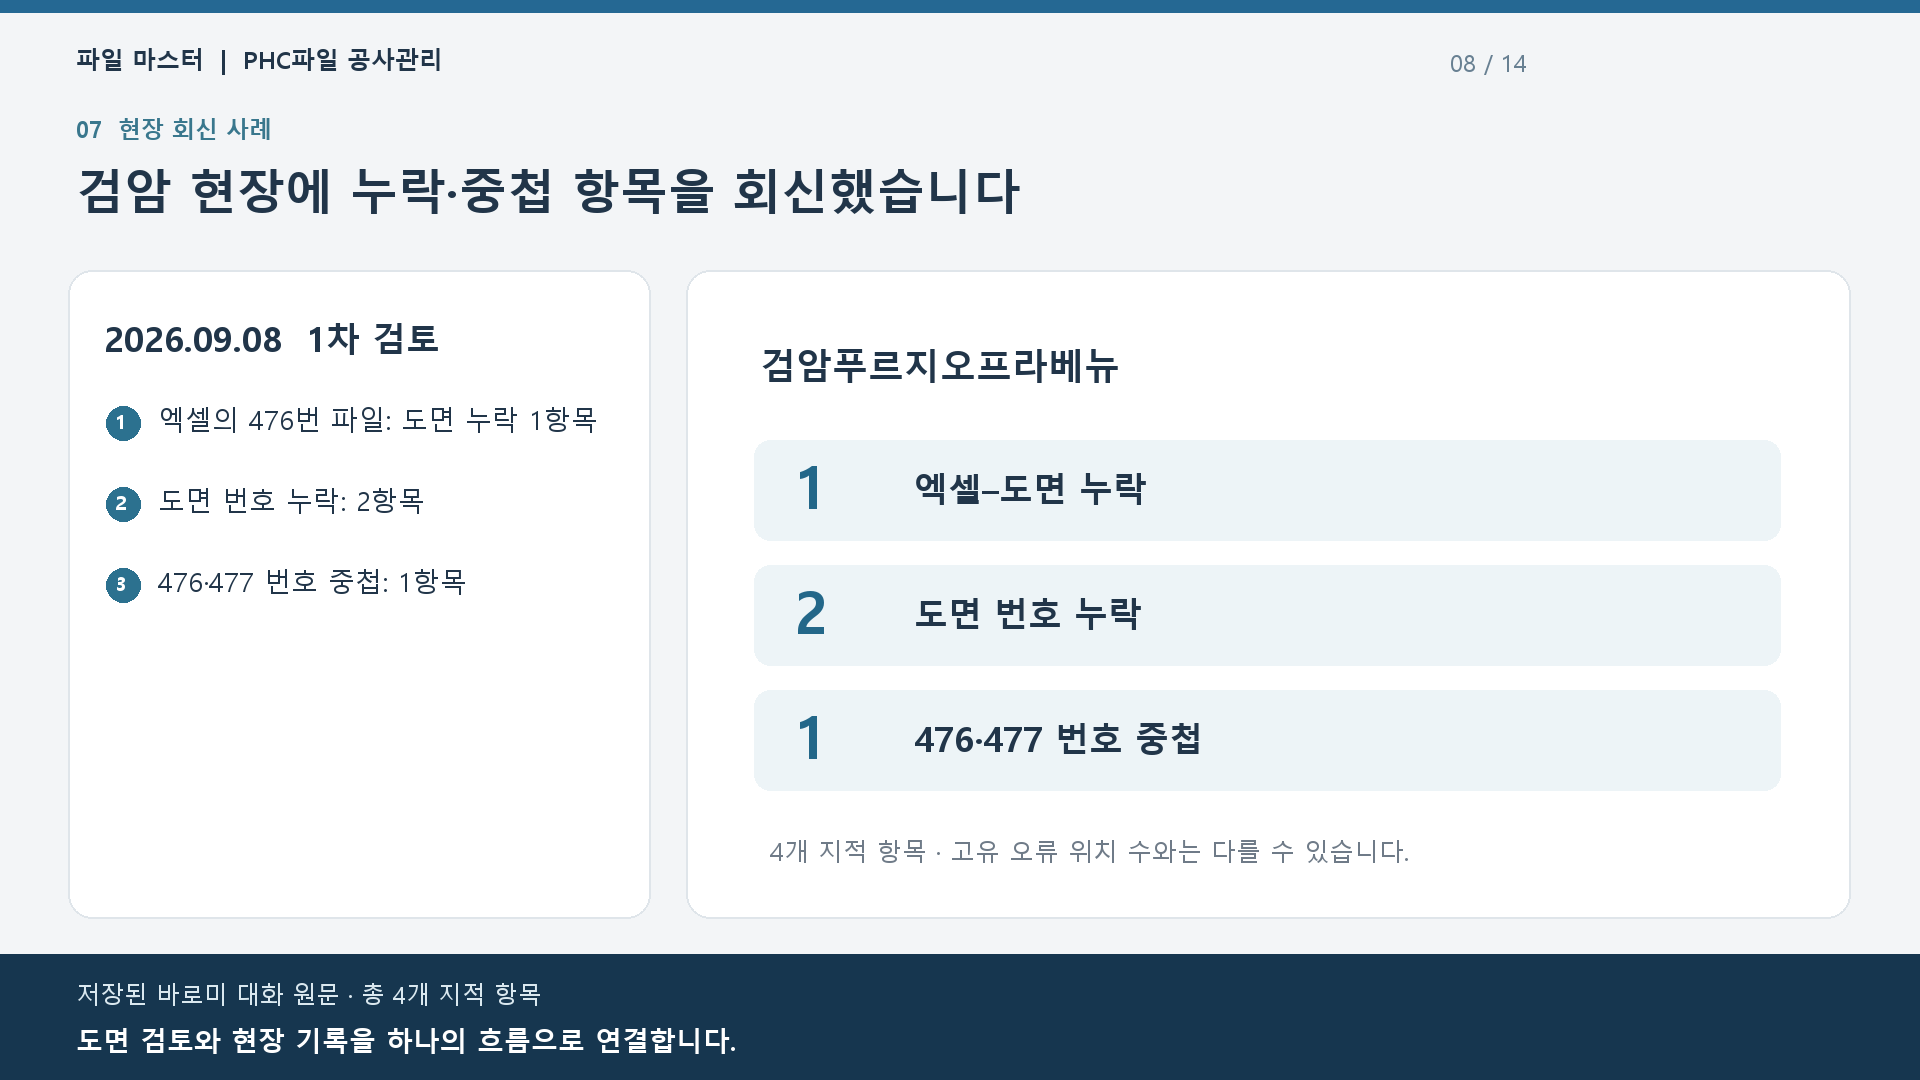 파일 마스터 | PHC파일 공사관리
08 / 14
07 현장 회신 사례
검암 현장에 누락·중첩 항목을 회신했습니다
2026.09.08 1차 검토
1 엑셀의 476번 파일: 도면 누락 1항목
2 도면 번호 누락: 2항목
3 476·477 번호 중첩: 1항목
검암푸르지오프라베뉴
1 엑셀–도면 누락
2 도면 번호 누락
1 476·477 번호 중첩
4개 지적 항목 · 고유 오류 위치 수와는 다를 수 있습니다.
저장된 바로미 대화 원문 · 총 4개 지적 항목
도면 검토와 현장 기록을 하나의 흐름으로 연결합니다.